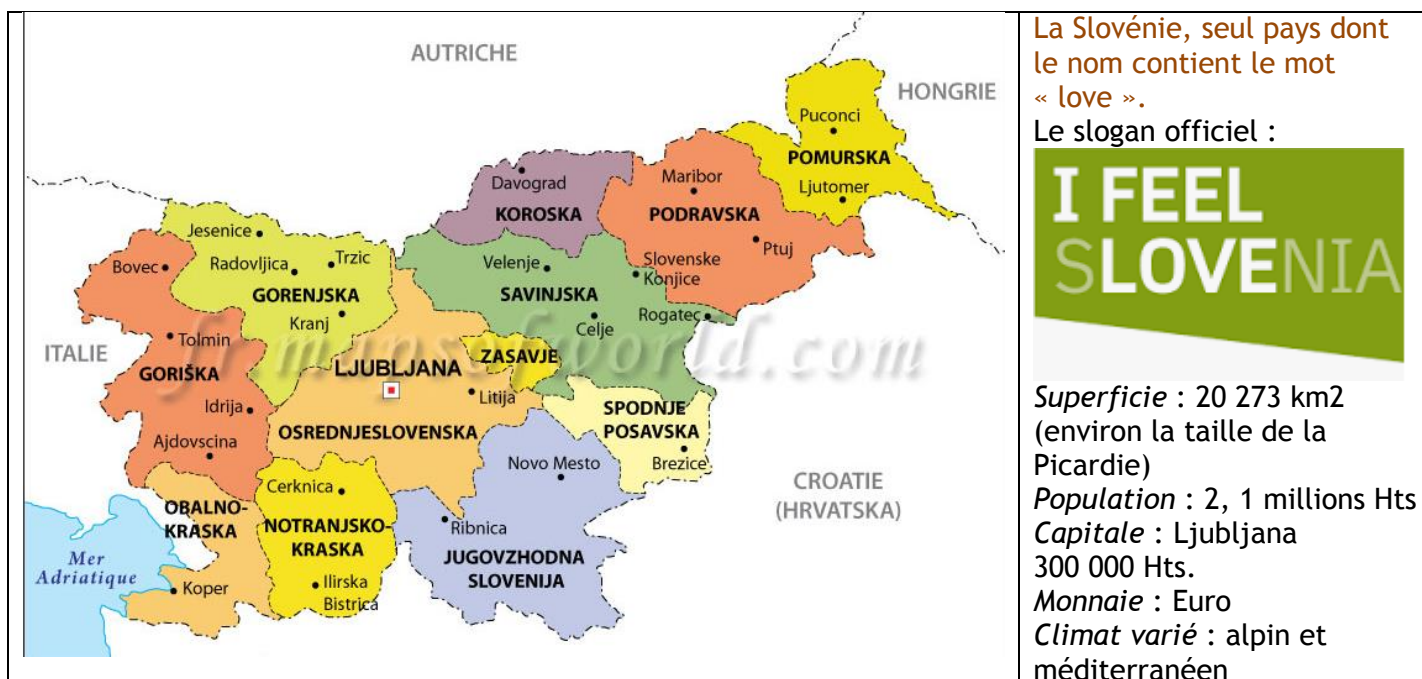 AUTRICHE
HONGRIE
Puconci
POMURSKA
Ljutomer
Davograd
KOROSKA
Maribor
PODRAVSKA
Ptuj
Jesenice
Radovljica
Trzic
Bovec
GORENJSKA
Kranj
Velenje
SAVINJSKA
Slovenske
Konjice
Celje
Rogatec
Tolmin
ITALIE
GORIŠKA
Idrija
Ajdovscina
LJUBLJANA
ZASAVJE
Litija
OSREDNJESLOVENSKA
SPODNJE
POSAVSKA
Brezice
Novo Mesto
CROATIE
(HRVATSKA)
Cerknica
OBALNO-
KRASKA
NOTRANJSKO-
KRASKA
Ribnica
JUGOVZHODNA
SLOVENIJA
Mer
Adriatique
Koper
Ilirska
Bistrica
fr.mapsofworld.com
La Slovénie, seul pays dont
le nom contient le mot
« love ».
Le slogan officiel :
I FEEL
SLOVENIA
Superficie : 20 273 km2
(environ la taille de la
Picardie)
Population : 2, 1 millions Hts
Capitale : Ljubljana
300 000 Hts.
Monnaie : Euro
Climat varié : alpin et
méditerranéen